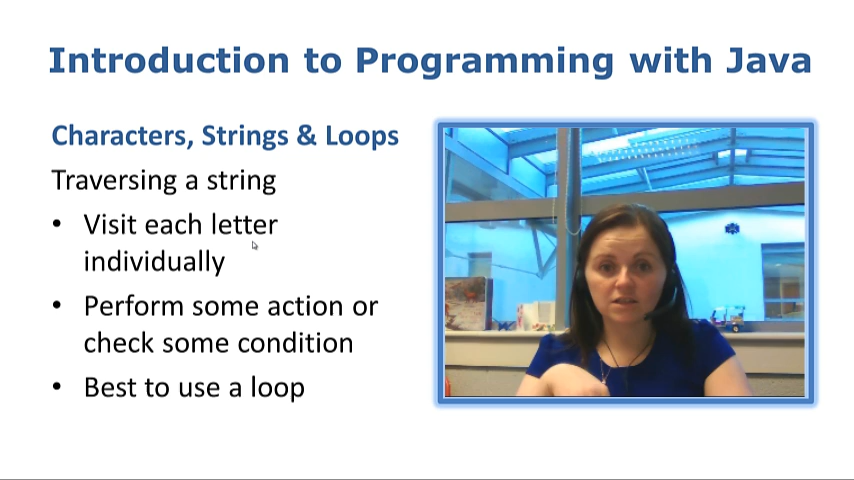 Introduction to Programming with Java
Characters, Strings & Loops
Traversing a string
• Visit each letter
individually
• Perform some action or
check some condition
• Best to use a loop